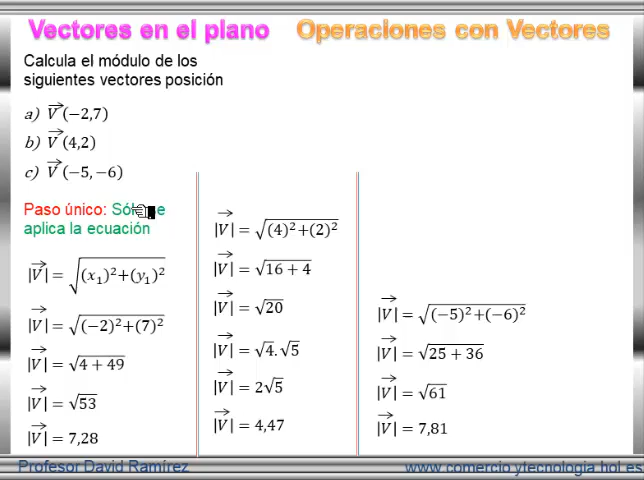 Vectores en el plano Operaciones con Vectores
Calcula el módulo de los
siguientes vectores posición
a) V⃗ (−2,7)
b) V⃗ (4,2)
c) V⃗ (−5, −6)
Paso único:
aplica la ecuación
|V⃗| = √((x₁)²+(y₁)²)
|V⃗| = √((−2)²+(7)²)
|V⃗| = √(4 + 49)
|V⃗| = √53
|V⃗| = 7,28
|V⃗| = √((4)²+(2)²)
|V⃗| = √(16 + 4)
|V⃗| = √20
|V⃗| = √4.√5
|V⃗| = 2√5
|V⃗| = 4,47
|V⃗| = √((−5)²+(−6)²)
|V⃗| = √(25 + 36)
|V⃗| = √61
|V⃗| = 7,81
Profesor David Ramírez www.comercioytecnologia.hol.es